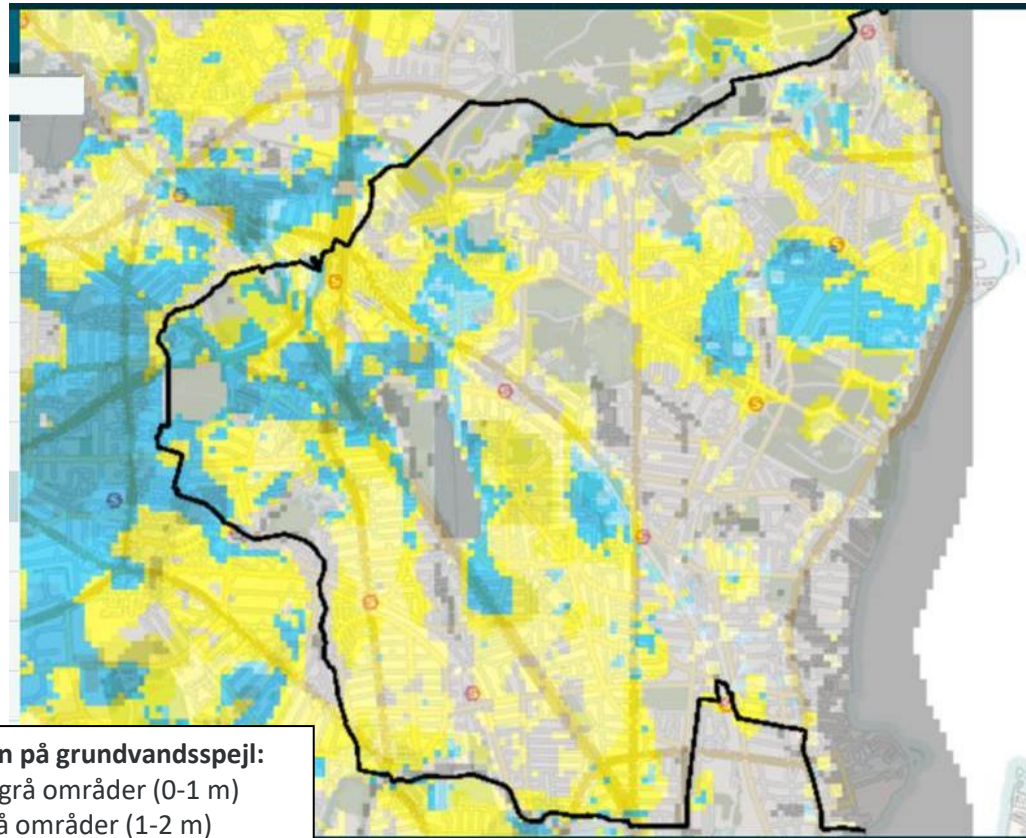 på grundvandsspejl:
grå områder (0-1 m)
områder (1-2 m)